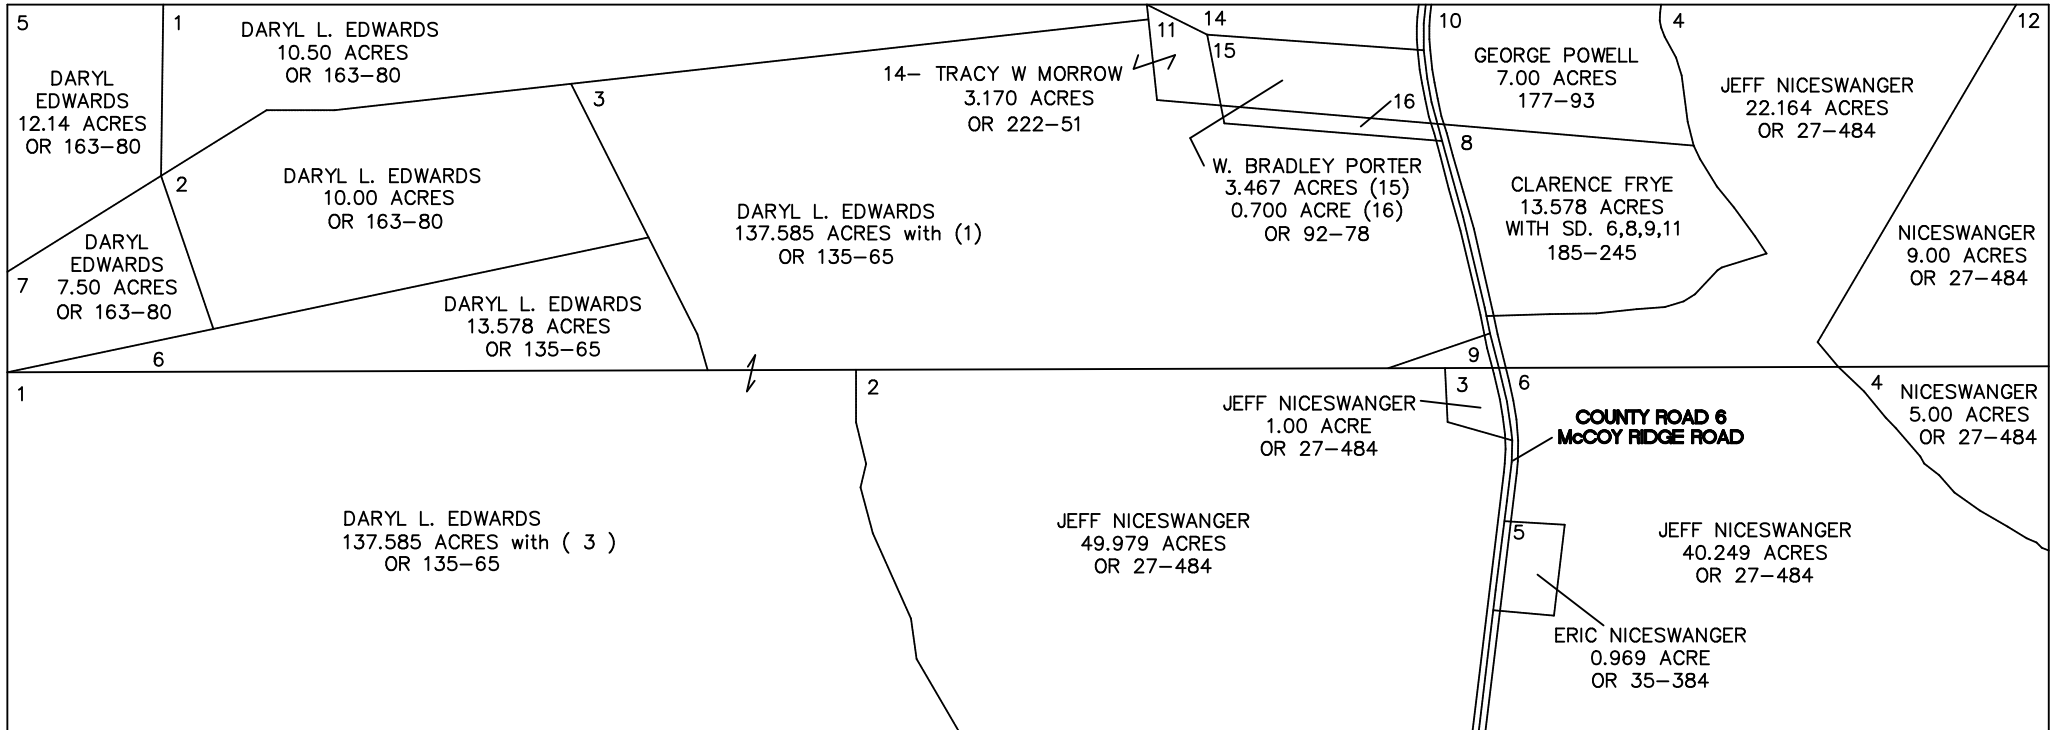 5
1
DARYL L. EDWARDS
10.50 ACRES
OR 163-80
DARYL
EDWARDS
12.14 ACRES
OR 163-80
2
DARYL L. EDWARDS
10.00 ACRES
OR 163-80
3
DARYL L. EDWARDS
137.585 ACRES with (1)
OR 135-65
7
DARYL
EDWARDS
7.50 ACRES
OR 163-80
6
DARYL L. EDWARDS
13.578 ACRES
OR 135-65
11
14
15
14- TRACY W MORROW
3.170 ACRES
OR 222-51
16
W. BRADLEY PORTER
3.467 ACRES (15)
0.700 ACRE (16)
OR 92-78
10
GEORGE POWELL
7.00 ACRES
177-93
4
JEFF NICESWANGER
22.164 ACRES
OR 27-484
12
NICESWANGER
9.00 ACRES
OR 27-484
8
CLARENCE FRYE
13.578 ACRES
WITH SD. 6,8,9,11
185-245
9
1
DARYL L. EDWARDS
137.585 ACRES with ( 3 )
OR 135-65
2
JEFF NICESWANGER
49.979 ACRES
OR 27-484
3
JEFF NICESWANGER
1.00 ACRE
OR 27-484
6
COUNTY ROAD 6
McCOY RIDGE ROAD
4
NICESWANGER
5.00 ACRES
OR 27-484
5
JEFF NICESWANGER
40.249 ACRES
OR 27-484
ERIC NICESWANGER
0.969 ACRE
OR 35-384